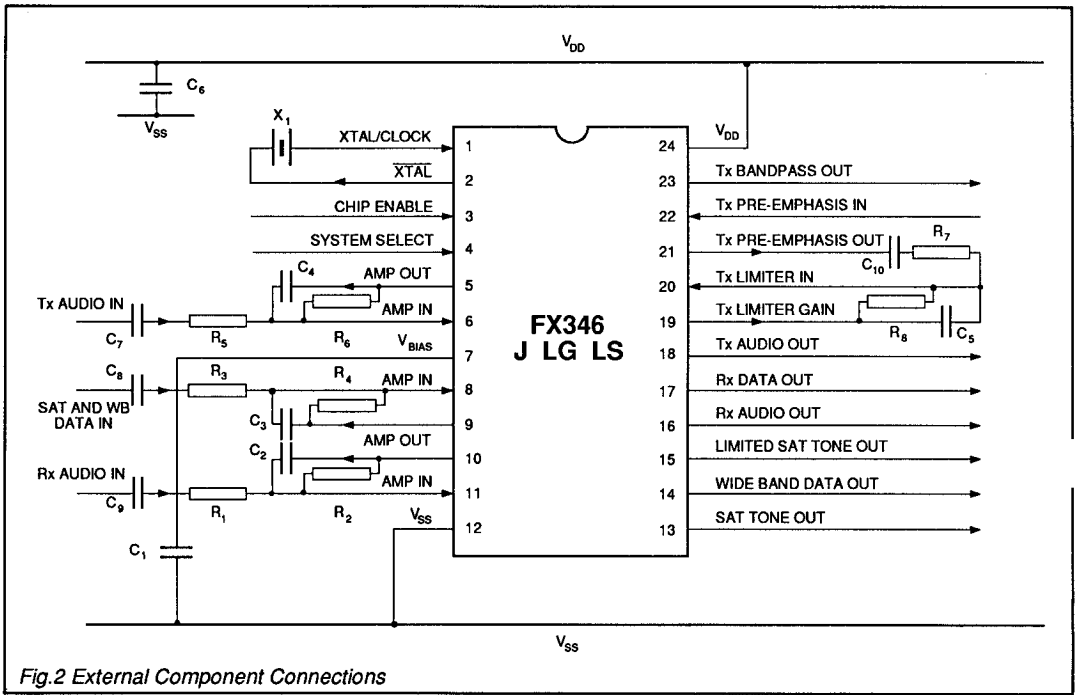 VDD
C6
VSS
X1
XTAL/CLOCK
1
XTAL
2
CHIP ENABLE
3
SYSTEM SELECT
4
C4
AMP OUT
5
Tx AUDIO IN
AMP IN
6
C7
R5
R6
VBIAS
7
C8
R3
R4
AMP IN
8
SAT AND WB
DATA IN
C3
9
AMP OUT
C2
10
Rx AUDIO IN
AMP IN
11
C9
R1
R2
VSS
12
C1
FX346
J LG LS
VDD
24
Tx BANDPASS OUT
23
Tx PRE-EMPHASIS IN
22
Tx PRE-EMPHASIS OUT
R7
21
C10
Tx LIMITER IN
20
Tx LIMITER GAIN
19
R8
C5
Tx AUDIO OUT
18
Rx DATA OUT
17
Rx AUDIO OUT
16
LIMITED SAT TONE OUT
15
WIDE BAND DATA OUT
14
SAT TONE OUT
13
VSS
Fig.2 External Component Connections